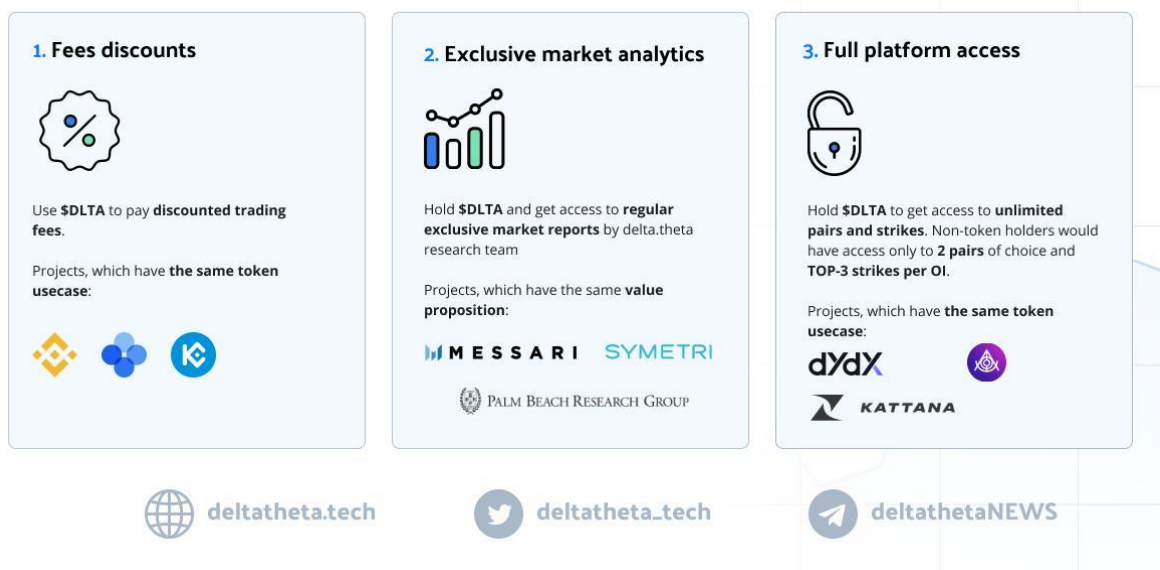 1. Fees discounts
Use $DLTA to pay discounted trading
fees.
Projects, which have the same token
usecase:
2. Exclusive market analytics
Hold $DLTA and get access to regular
exclusive market reports by delta.theta
research team
Projects, which have the same value
proposition:
MESSARI
SYMETRI
PALM BEACH RESEARCH GROUP
3. Full platform access
Hold $DLTA to get access to unlimited
pairs and strikes. Non-token holders would
have access only to 2 pairs of choice and
TOP-3 strikes per OI.
Projects, which have the same token
usecase:
dYdX
KATTANA
deltatheta.tech
deltatheta_tech
deltathetaNEWS